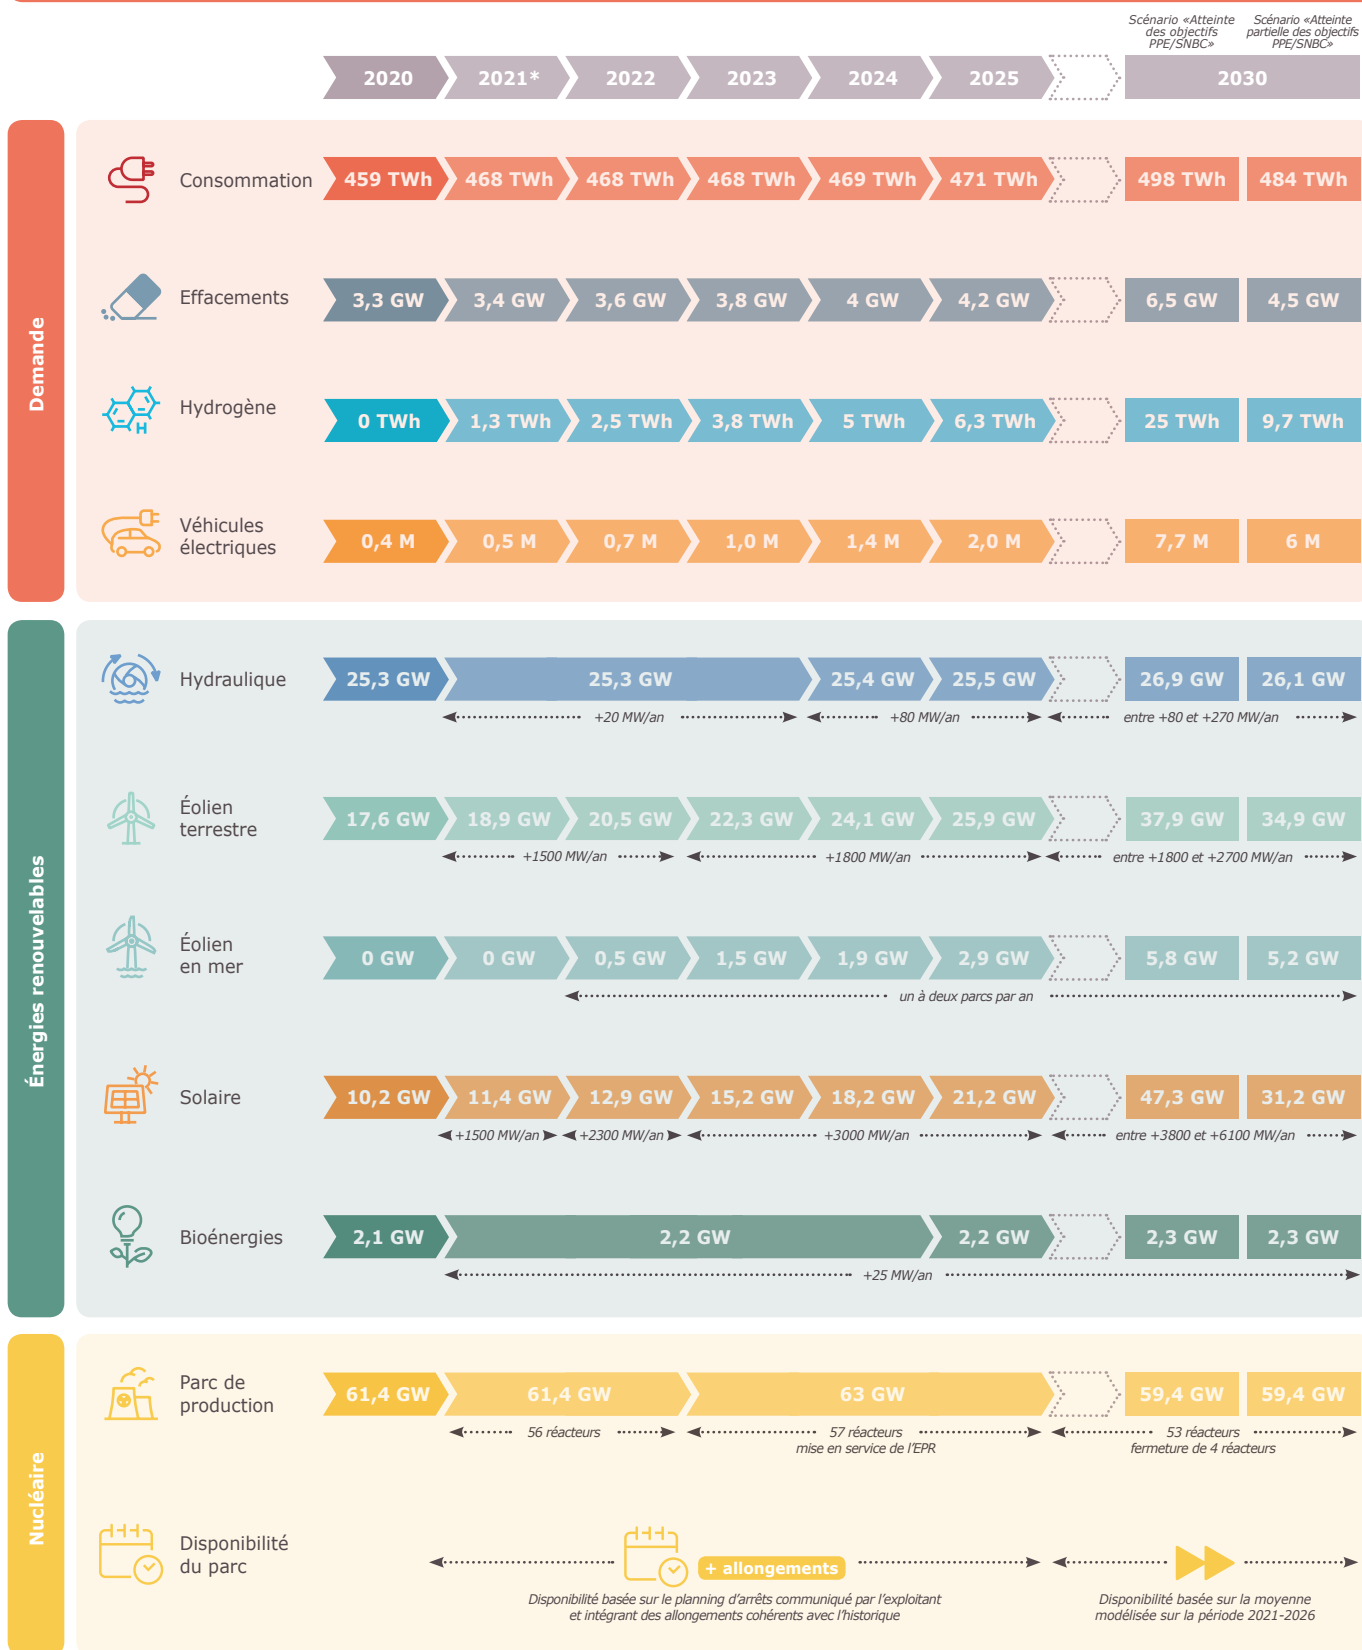 Scénario «Atteinte
des objectifs
PPE/SNBC»
Scénario «Atteinte
partielle des objectifs
PPE/SNBC»
2020 2021* 2022 2023 2024 2025 2030
Demande
Consommation 459 TWh 468 TWh 468 TWh 468 TWh 469 TWh 471 TWh 498 TWh 484 TWh
Effacements 3,3 GW 3,4 GW 3,6 GW 3,8 GW 4 GW 4,2 GW 6,5 GW 4,5 GW
H
Hydrogène 0 TWh 1,3 TWh 2,5 TWh 3,8 TWh 5 TWh 6,3 TWh 25 TWh 9,7 TWh
Véhicules
électriques
0,4 M 0,5 M 0,7 M 1,0 M 1,4 M 2,0 M 7,7 M 6 M
Énergies renouvelables
Hydraulique 25,3 GW 25,3 GW 25,4 GW 25,5 GW 26,9 GW 26,1 GW
+20 MW/an +80 MW/an entre +80 et +270 MW/an
Éolien
terrestre
17,6 GW 18,9 GW 20,5 GW 22,3 GW 24,1 GW 25,9 GW 37,9 GW 34,9 GW
+1500 MW/an +1800 MW/an entre +1800 et +2700 MW/an
Éolien
en mer
0 GW 0 GW 0,5 GW 1,5 GW 1,9 GW 2,9 GW 5,8 GW 5,2 GW
un à deux parcs par an
Solaire 10,2 GW 11,4 GW 12,9 GW 15,2 GW 18,2 GW 21,2 GW 47,3 GW 31,2 GW
+1500 MW/an +2300 MW/an +3000 MW/an entre +3800 et +6100 MW/an
Bioénergies 2,1 GW 2,2 GW 2,2 GW 2,3 GW 2,3 GW
+25 MW/an
Nucléaire
Parc de
production
61,4 GW 61,4 GW 63 GW 59,4 GW 59,4 GW
56 réacteurs 57 réacteurs 53 réacteurs
mise en service de l'EPR fermeture de 4 réacteurs
Disponibilité
du parc
+ allongements
Disponibilité basée sur le planning d'arrêts communiqué par l'exploitant
et intégrant des allongements cohérents avec l'historique
Disponibilité basée sur la moyenne
modélisée sur la période 2021-2026